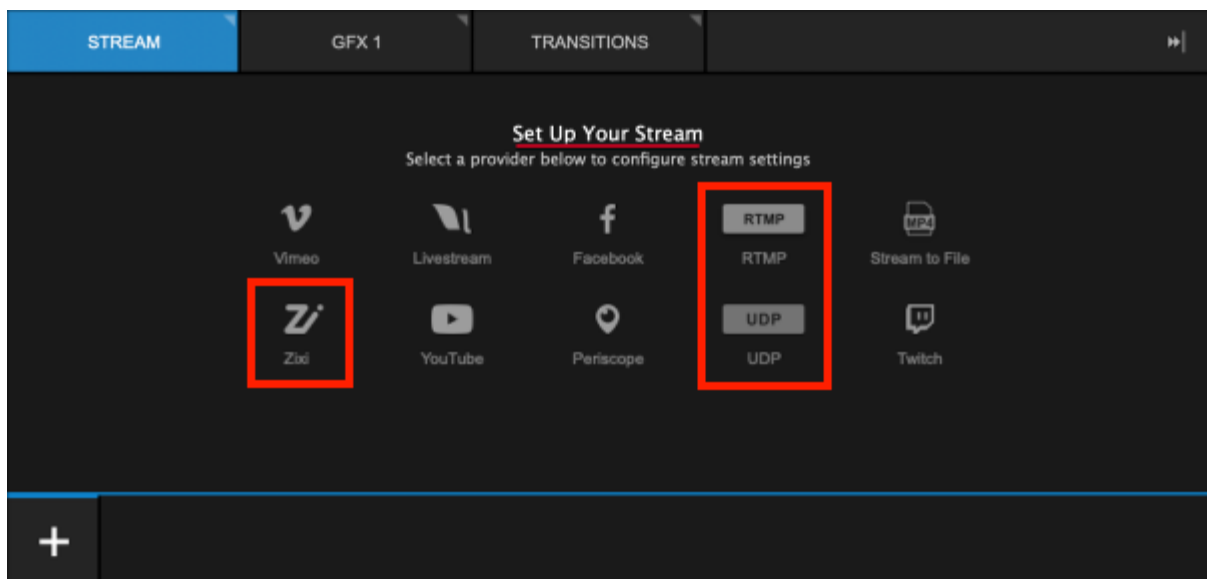 STREAM GFX 1 TRANSITIONS
Set Up Your Stream
Select a provider below to configure stream settings
RTMP
MP4
Vimeo Livestream Facebook RTMP Stream to File
UDP
Zixi YouTube Periscope UDP Twitch